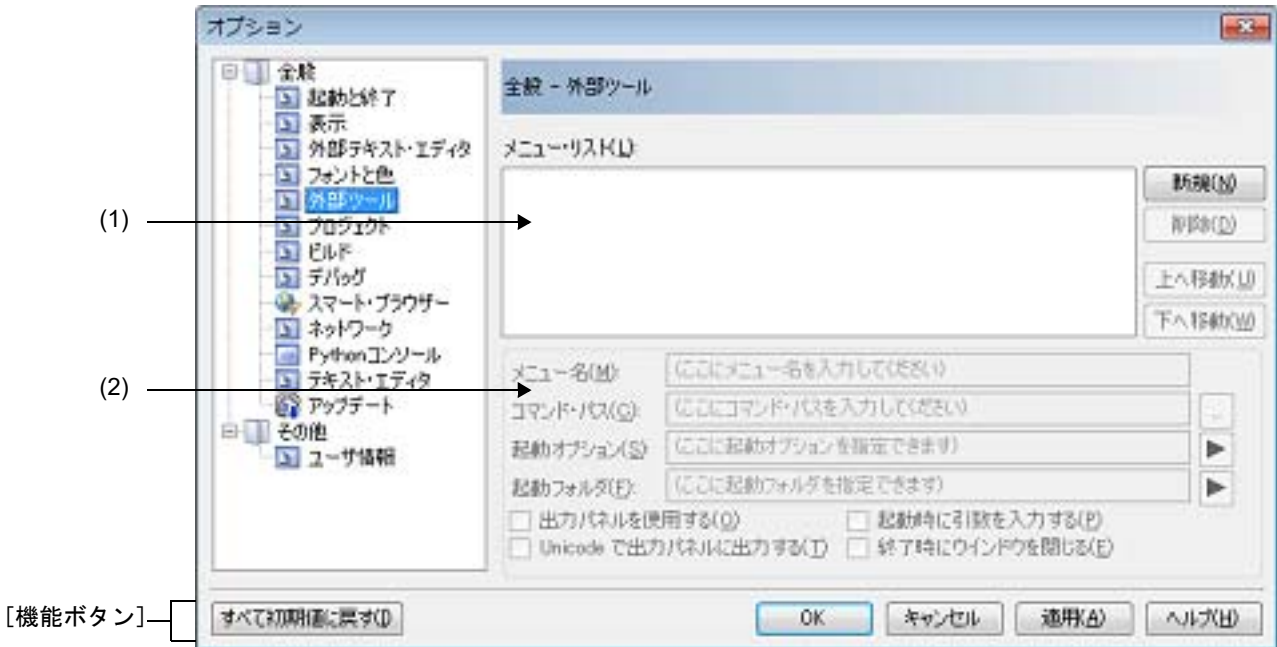 オプション
全般
起動と終了
表示
外部テキスト・エディタ
フォントと色
外部ツール
プロジェクト
ビルド
デバッグ
スマート・ブラウザー
ネットワーク
Pythonコンソール
テキスト・エディタ
アップデート
その他
ユーザ情報
全般 - 外部ツール
メニュー・リスト(L):
新規(N)
削除(D)
上へ移動(U)
下へ移動(W)
(1)
(2)
メニュー名(M): (ここにメニュー名を入力してください)
コマンド・パス(C): (ここにコマンド・パスを入力してください) ...
起動オプション(S): (ここに起動オプションを指定できます)
起動フォルダ(F): (ここに起動フォルダを指定できます)
出力パネルを使用する(O) 起動時に引数を入力する(P)
Unicode で出力パネルに出力する(T) 終了時にウインドウを閉じる(E)
[機能ボタン]
すべて初期値に戻す(I) OK キャンセル 適用(A) ヘルプ(H)